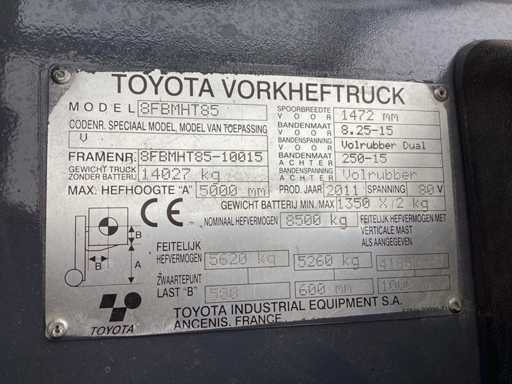 TOYOTA VORKHEFTRUCK
MODEL 8FBMHT85
CODENR. SPECIAAL MODEL, MODEL VAN TOEPASSING
V
FRAMENR. 8FBMHT85-10015
GEWICHT TRUCK ZONDER BATTERIJ 14027 kg
MAX. HEFHOOGTE "A" 5000 mm
SPOORBREEDTE VOOR 1472 mm
BANDENMAAT VOOR 8.25-15
BANDENSPANNING VOOR Volrubber Dual
BANDENMAAT ACHTER 250-15
BANDENSPANNING ACHTER Volrubber
PROD. JAAR 2011 SPANNING 80 V
GEWICHT BATTERIJ MIN./MAX 1350 X/2 kg
CE
NOMINAAL HEFVERMOGEN 8500 kg
FEITELIJK HEFVERMOGEN MET VERTICALE MAST ALS AANGEGEVEN
B
B
A
FEITELIJK HEFVERMOGEN 5620 kg 5260 kg
ZWAARTEPUNT LAST "B" 500 600 mm
TOYOTA
TOYOTA INDUSTRIAL EQUIPMENT S.A.
ANCENIS, FRANCE